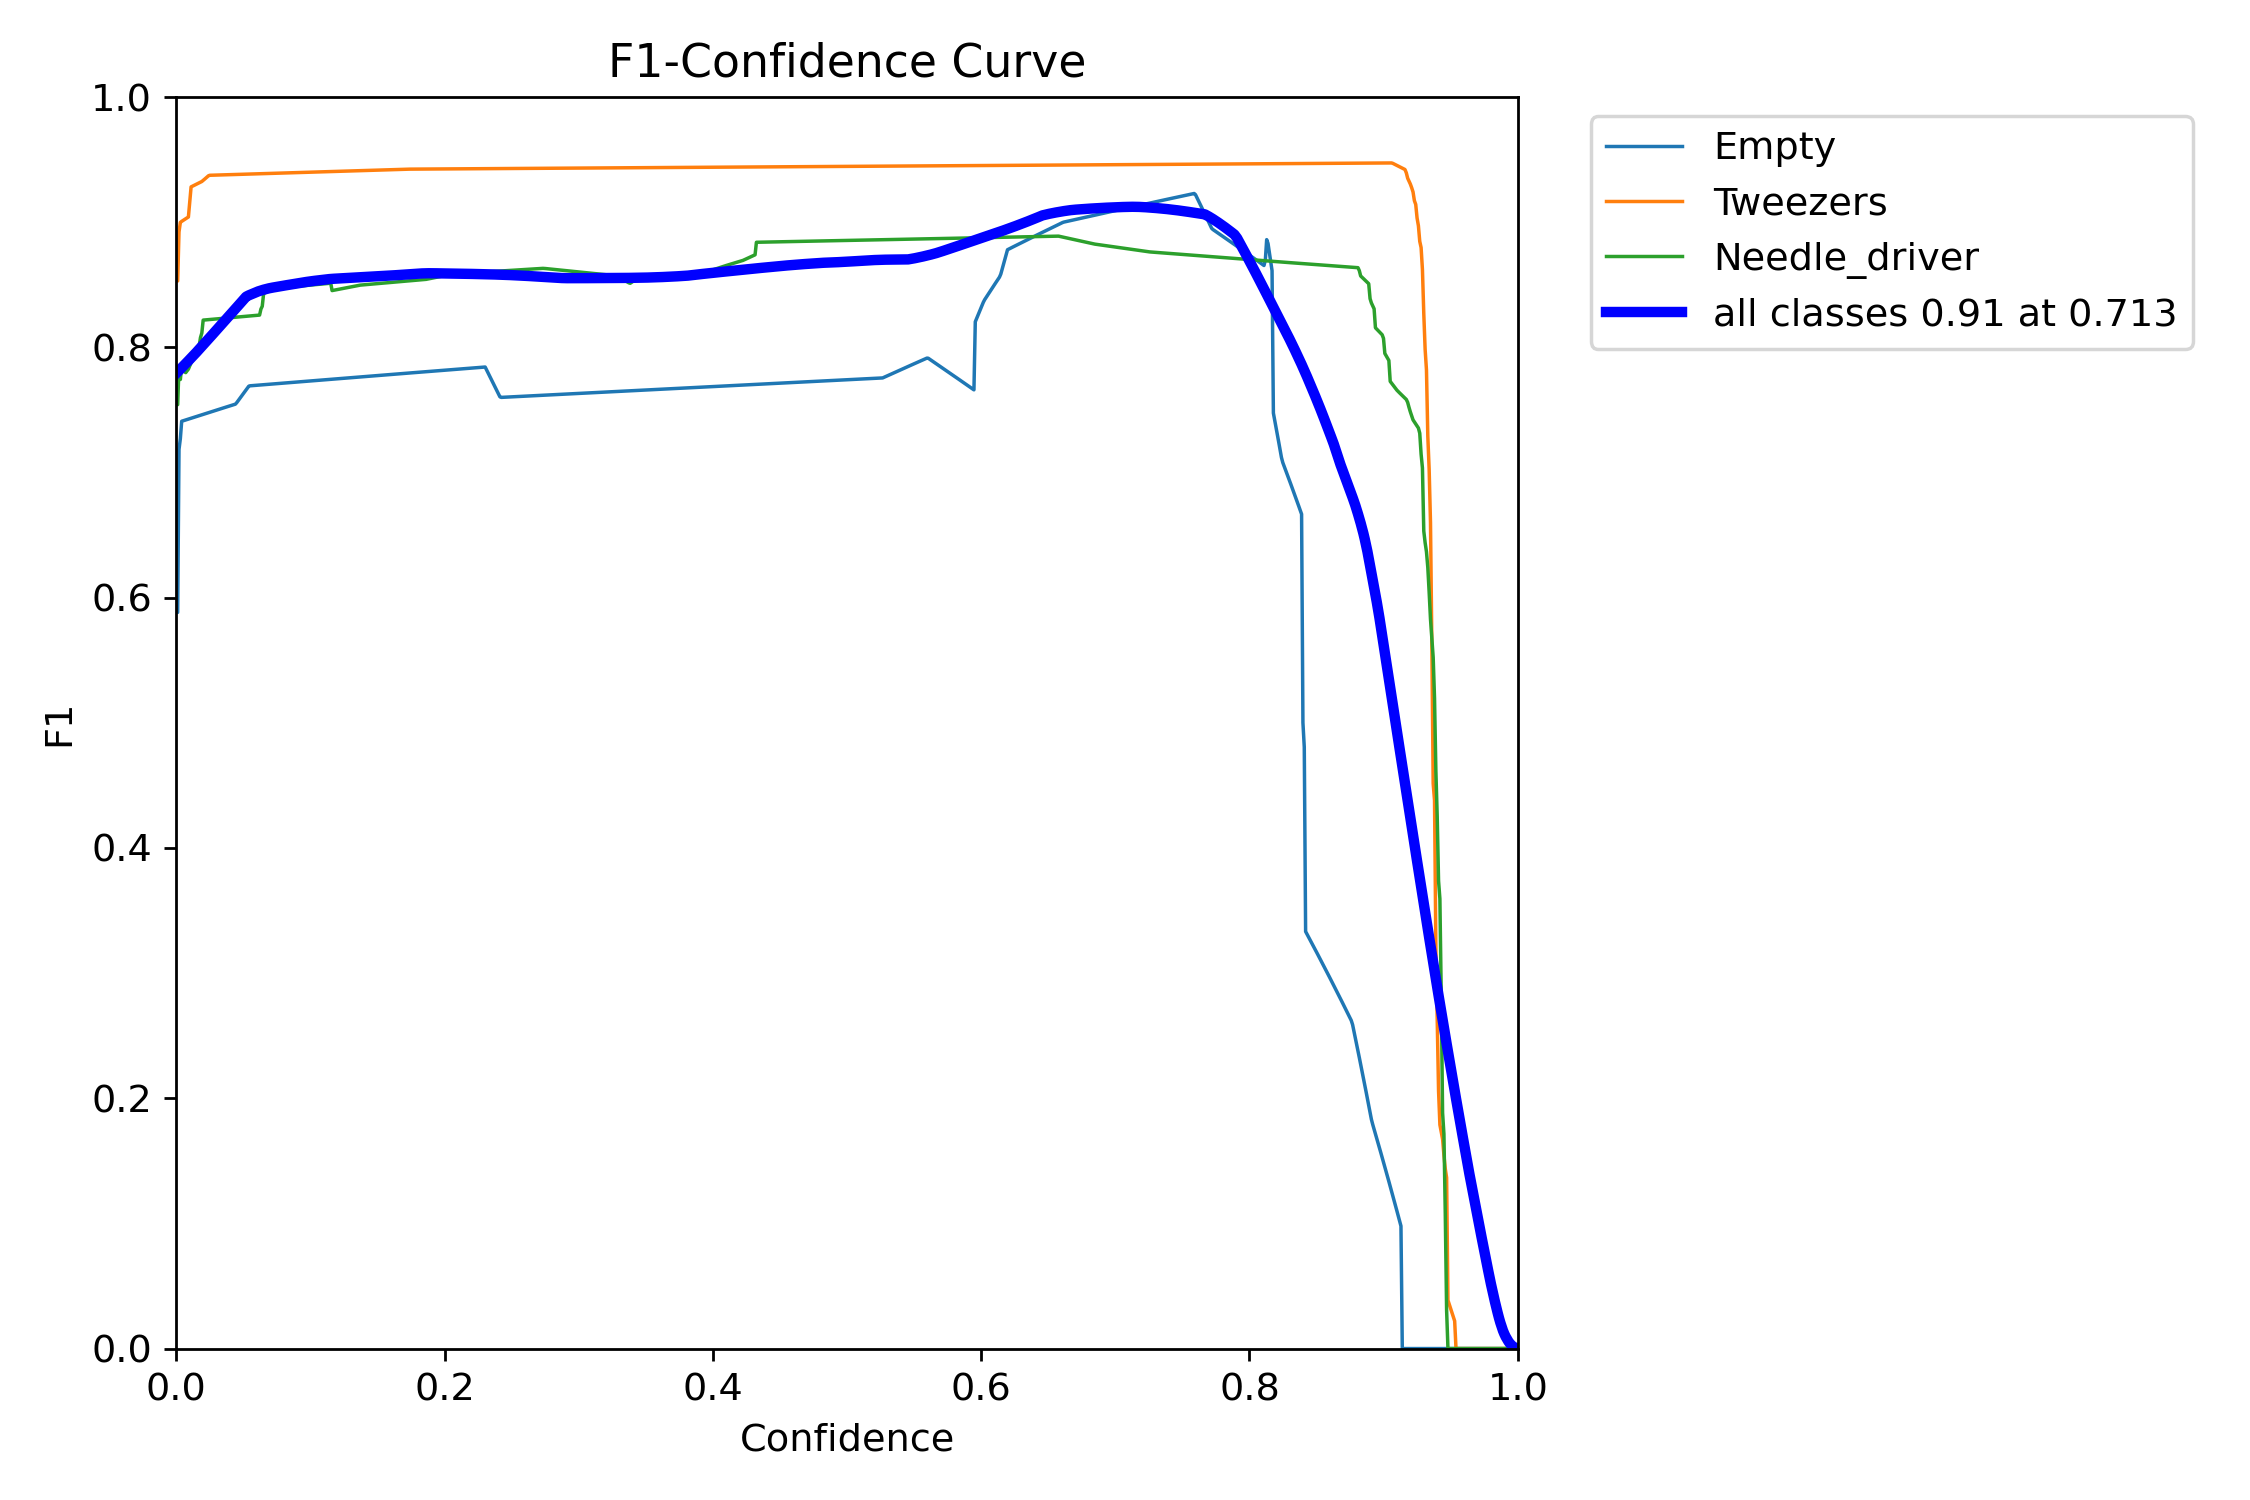 F1-Confidence Curve
1.0
0.8
0.6
0.4
0.2
0.0
F1
0.0 0.2 0.4 0.6 0.8 1.0
Confidence
Empty
Tweezers
Needle_driver
all classes 0.91 at 0.713